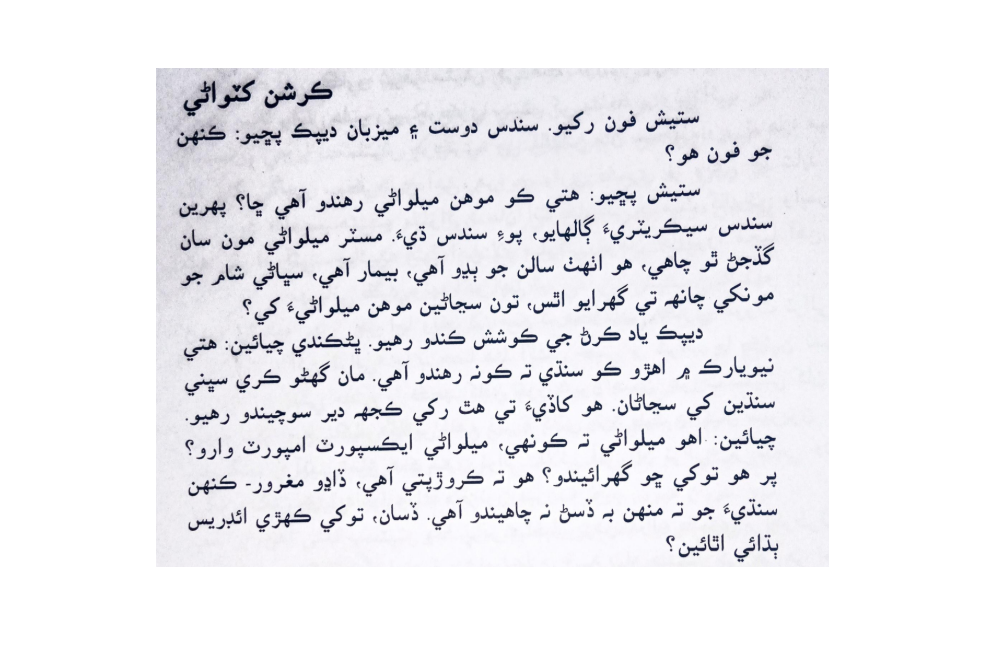 ڪرشن کٽواڻي
ستيش فون رکيو. سندس دوست ۽ ميزبان ديپڪ پڇيو: ڪنهن
جو فون هو؟
ستيش پڇيو: هتي ڪو موهن ميلواڻي رهندو آهي ڇا؟ پهرين
سندس سيڪريٽريءَ ڳالهايو، پوءِ سندس ڌيءَ. مسٽر ميلواڻي مون سان
گڏجڻ ٿو چاهي، هو اٺهٺ سالن جو ٻڍو آهي، بيمار آهي، سڀاڻي شام جو
مونکي چانهه تي گهرايو اٿس، تون سڃاڻين موهن ميلواڻيءَ کي؟
ديپڪ ياد ڪرڻ جي ڪوشش ڪندو رهيو. ڀڻڪندي چيائين: هتي
نيويارڪ ۾ اهڙو ڪو سنڌي ته ڪونه رهندو آهي. مان گهڻو ڪري سڀني
سنڌين کي سڃاڻان. هو کاڏيءَ تي هٿ رکي ڪجهه دير سوچيندو رهيو.
چيائين: اهو ميلواڻي ته ڪونهي، ميلواڻي ايڪسپورٽ امپورٽ وارو؟
پر هو توکي ڇو گهرائيندو؟ هو ته ڪروڙپتي آهي، ڏاڍو مغرور- ڪنهن
سنڌيءَ جو ته منهن به ڏسڻ نه چاهيندو آهي. ڏسان، توکي ڪهڙي ائڊريس
ٻڌائي اٿائين؟